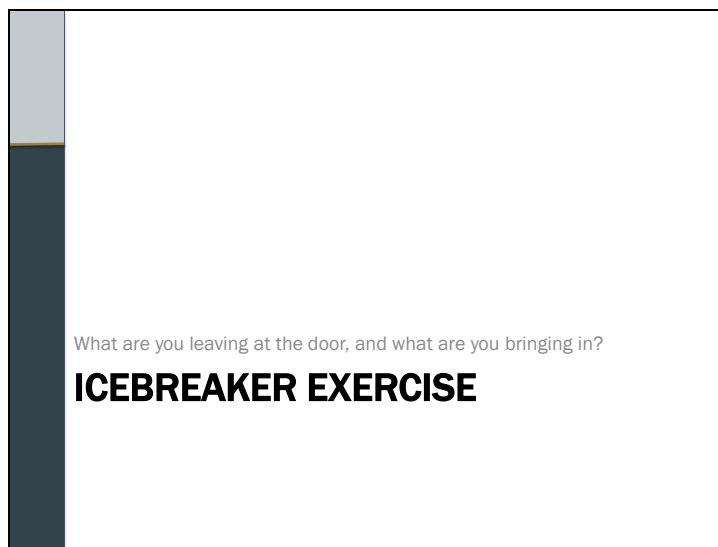 What are you leaving at the door, and what are you bringing in?
ICEBREAKER EXERCISE